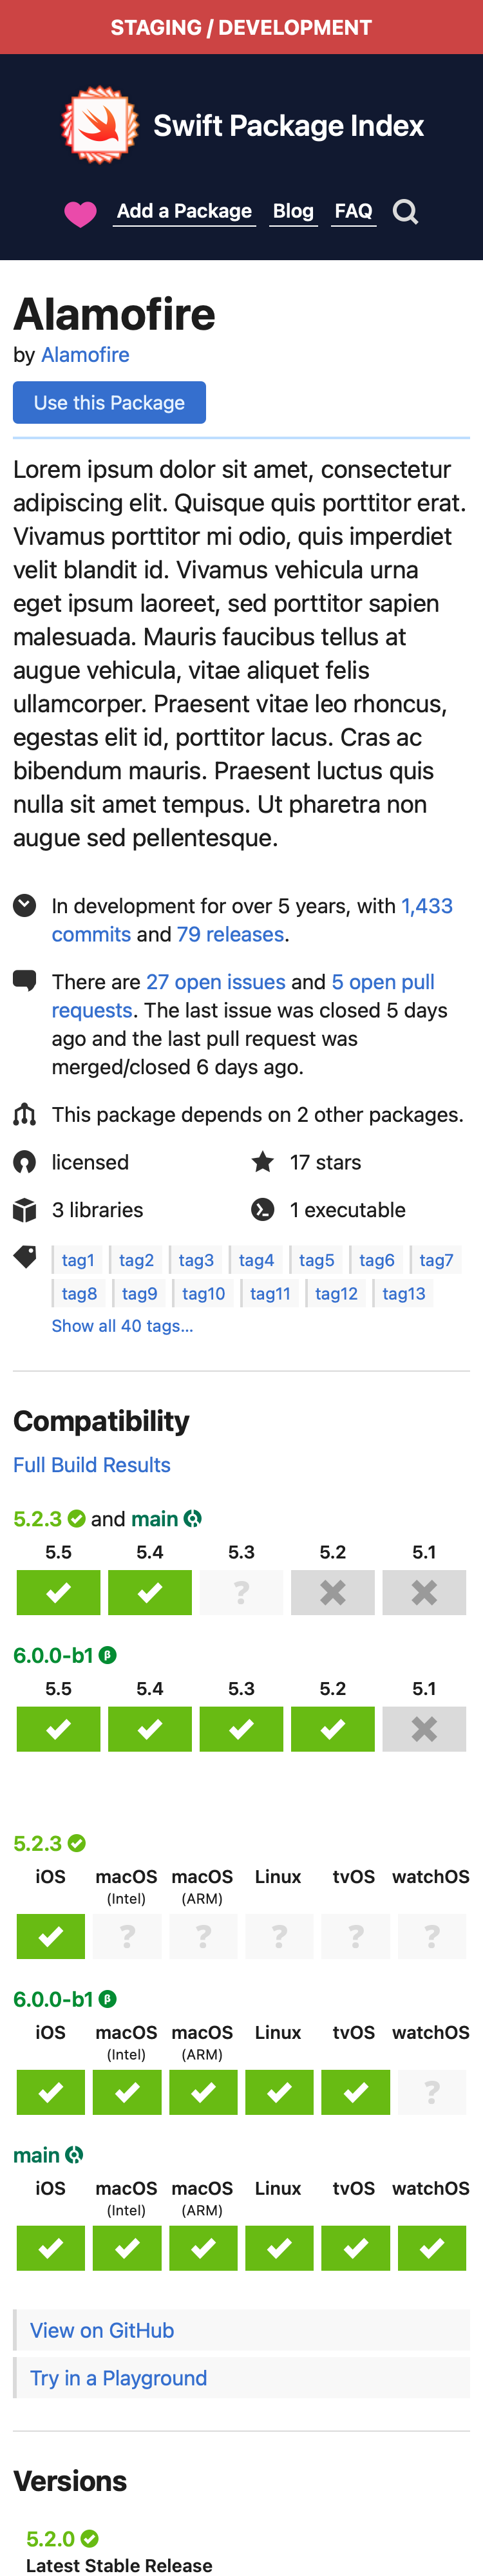 STAGING / DEVELOPMENT
Swift Package Index
Add a Package Blog FAQ
Alamofire
by Alamofire
Use this Package
Lorem ipsum dolor sit amet, consectetur
adipiscing elit. Quisque quis porttitor erat.
Vivamus porttitor mi odio, quis imperdiet
velit blandit id. Vivamus vehicula urna
eget ipsum laoreet, sed porttitor sapien
malesuada. Mauris faucibus tellus at
augue vehicula, vitae aliquet felis
ullamcorper. Praesent vitae leo rhoncus,
egestas elit id, porttitor lacus. Cras ac
bibendum mauris. Praesent luctus quis
nulla sit amet tempus. Ut pharetra non
augue sed pellentesque.
In development for over 5 years, with 1,433
commits and 79 releases.
There are 27 open issues and 5 open pull
requests. The last issue was closed 5 days
ago and the last pull request was
merged/closed 6 days ago.
This package depends on 2 other packages.
licensed 17 stars
3 libraries 1 executable
tag1 tag2 tag3 tag4 tag5 tag6 tag7
tag8 tag9 tag10 tag11 tag12 tag13
Show all 40 tags...
Compatibility
Full Build Results
5.2.3 and main
5.5 5.4 5.3 5.2 5.1
?
6.0.0-b1 β
5.5 5.4 5.3 5.2 5.1
5.2.3
iOS macOS macOS Linux tvOS watchOS
(Intel) (ARM)
? ? ? ? ?
6.0.0-b1 β
iOS macOS macOS Linux tvOS watchOS
(Intel) (ARM)
?
main
iOS macOS macOS Linux tvOS watchOS
(Intel) (ARM)
View on GitHub
Try in a Playground
Versions
5.2.0
Latest Stable Release